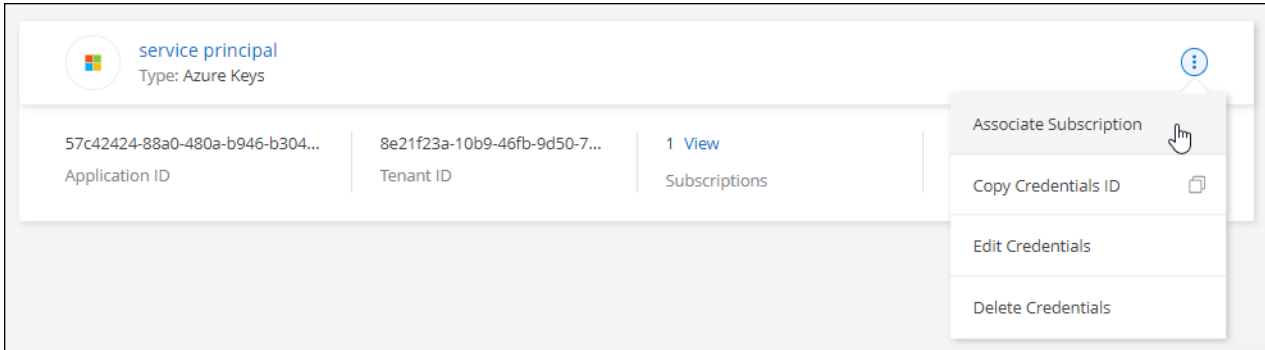 service principal
Type: Azure Keys
57c42424-88a0-480a-b946-b304...
Application ID
8e21f23a-10b9-46fb-9d50-7...
Tenant ID
1 View
Subscriptions
Associate Subscription
Copy Credentials ID
Edit Credentials
Delete Credentials